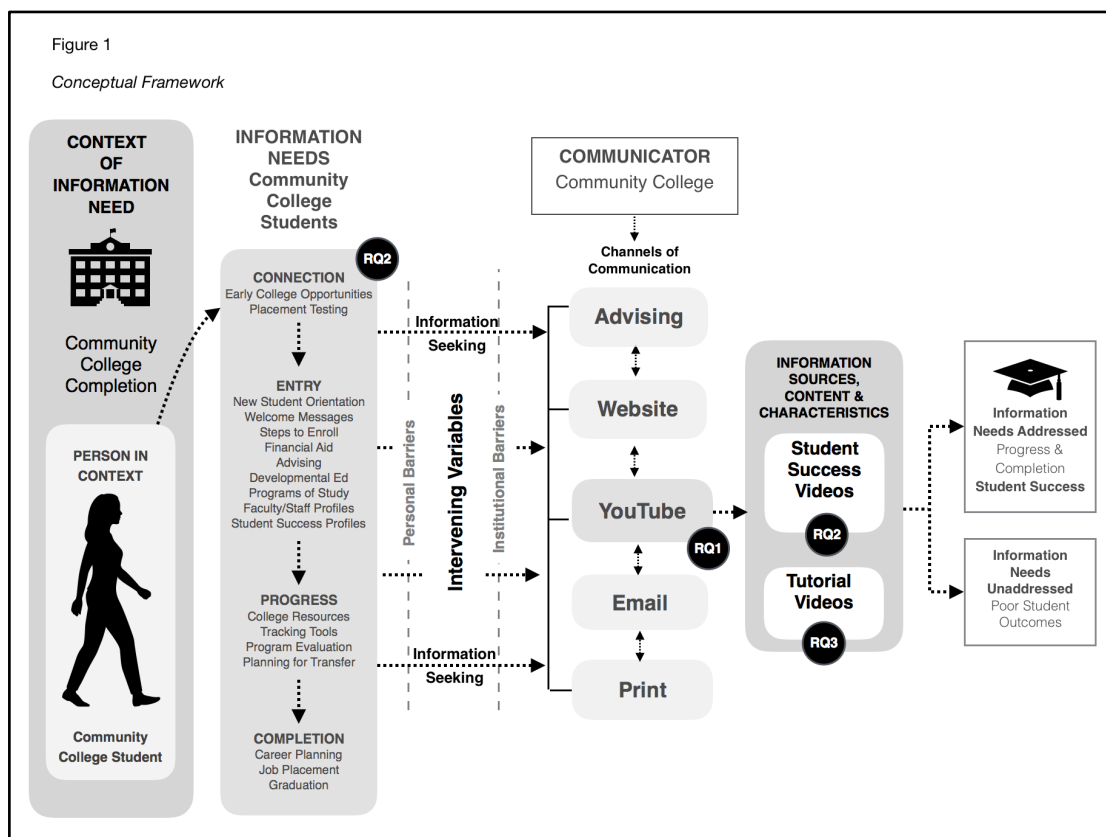 Figure 1
Conceptual Framework
CONTEXT
OF
INFORMATION
NEED
Community
College
Completion
PERSON IN
CONTEXT
Community
College Student
INFORMATION
NEEDS
Community
College
Students
RQ2
CONNECTION
Early College Opportunities
Placement Testing
ENTRY
New Student Orientation
Welcome Messages
Steps to Enroll
Financial Aid
Advising
Developmental Ed
Programs of Study
Faculty/Staff Profiles
Student Success Profiles
PROGRESS
College Resources
Tracking Tools
Program Evaluation
Planning for Transfer
COMPLETION
Career Planning
Job Placement
Graduation
Information
Seeking
Personal Barriers
Intervening Variables
Institutional Barriers
Information
Seeking
COMMUNICATOR
Community College
Channels of
Communication
Advising
Website
YouTube
RQ1
Email
Print
INFORMATION
SOURCES,
CONTENT &
CHARACTERISTICS
Student
Success
Videos
RQ2
Tutorial
Videos
RQ3
Information
Needs Addressed
Progress &
Completion
Student Success
Information
Needs
Unaddressed
Poor Student
Outcomes